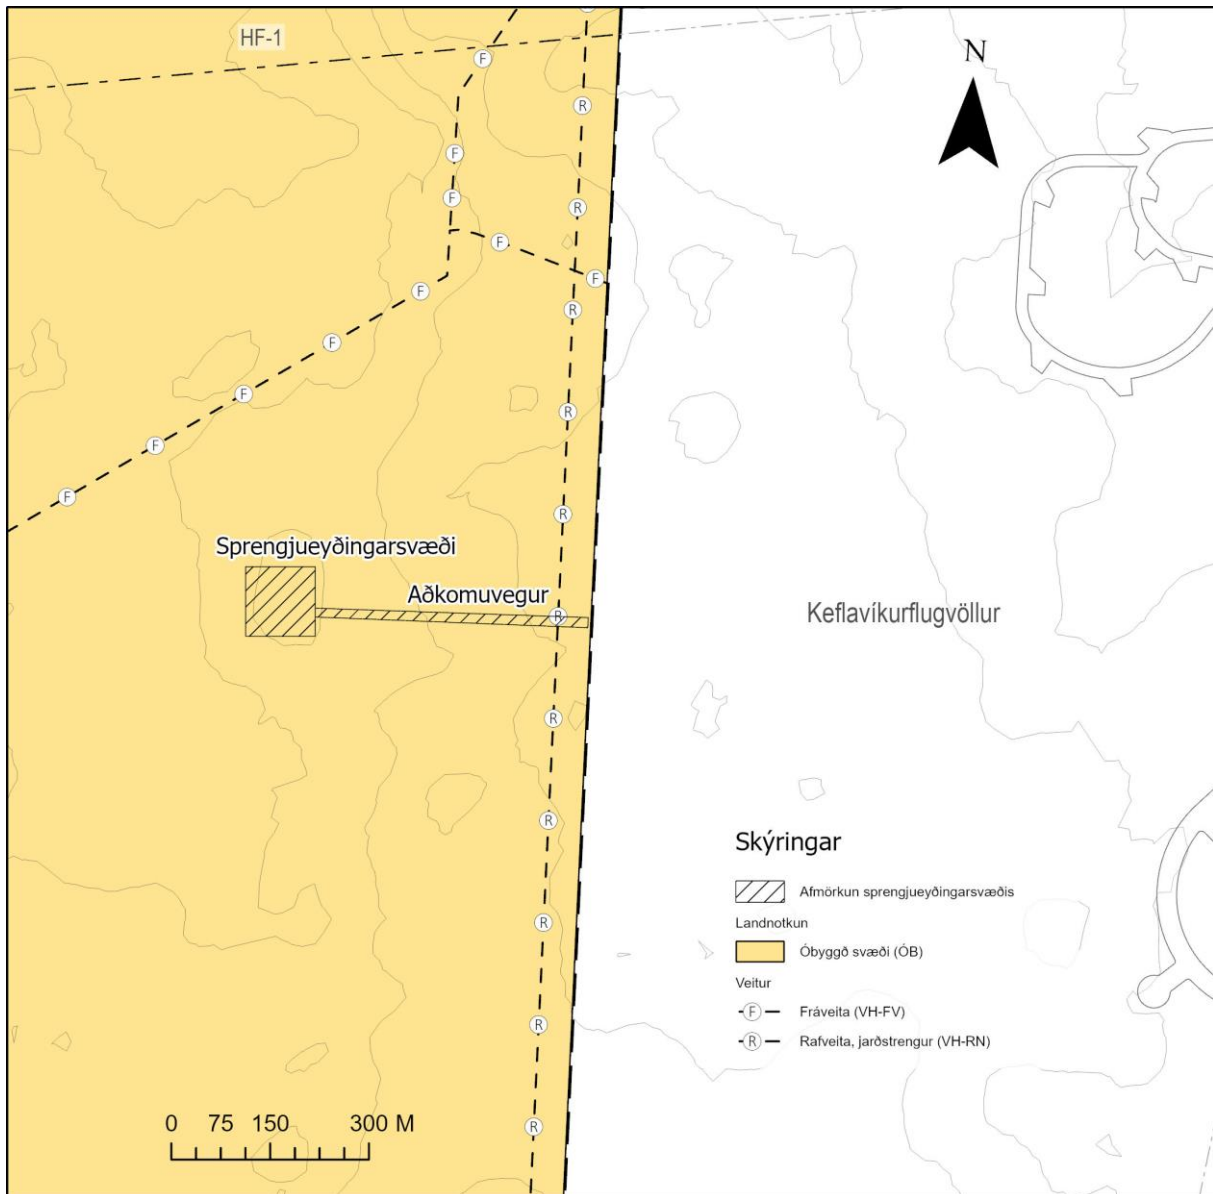 HF-1
N
F
R
F
R
F
R
F
F
F
R
F
F
R
F
F
R
Sprengjueyðingarsvæði
Aðkomuvegur
R
Keflavíkurflugvöllur
R
R
Skýringar
Afmörkun sprengjueyðingarsvæðis
Landnotkun
R
Óbyggð svæði (ÓB)
Veitur
F Fráveita (VH-FV)
R
R Rafveita, jarðstrengur (VH-RN)
0 75 150 300 M
R